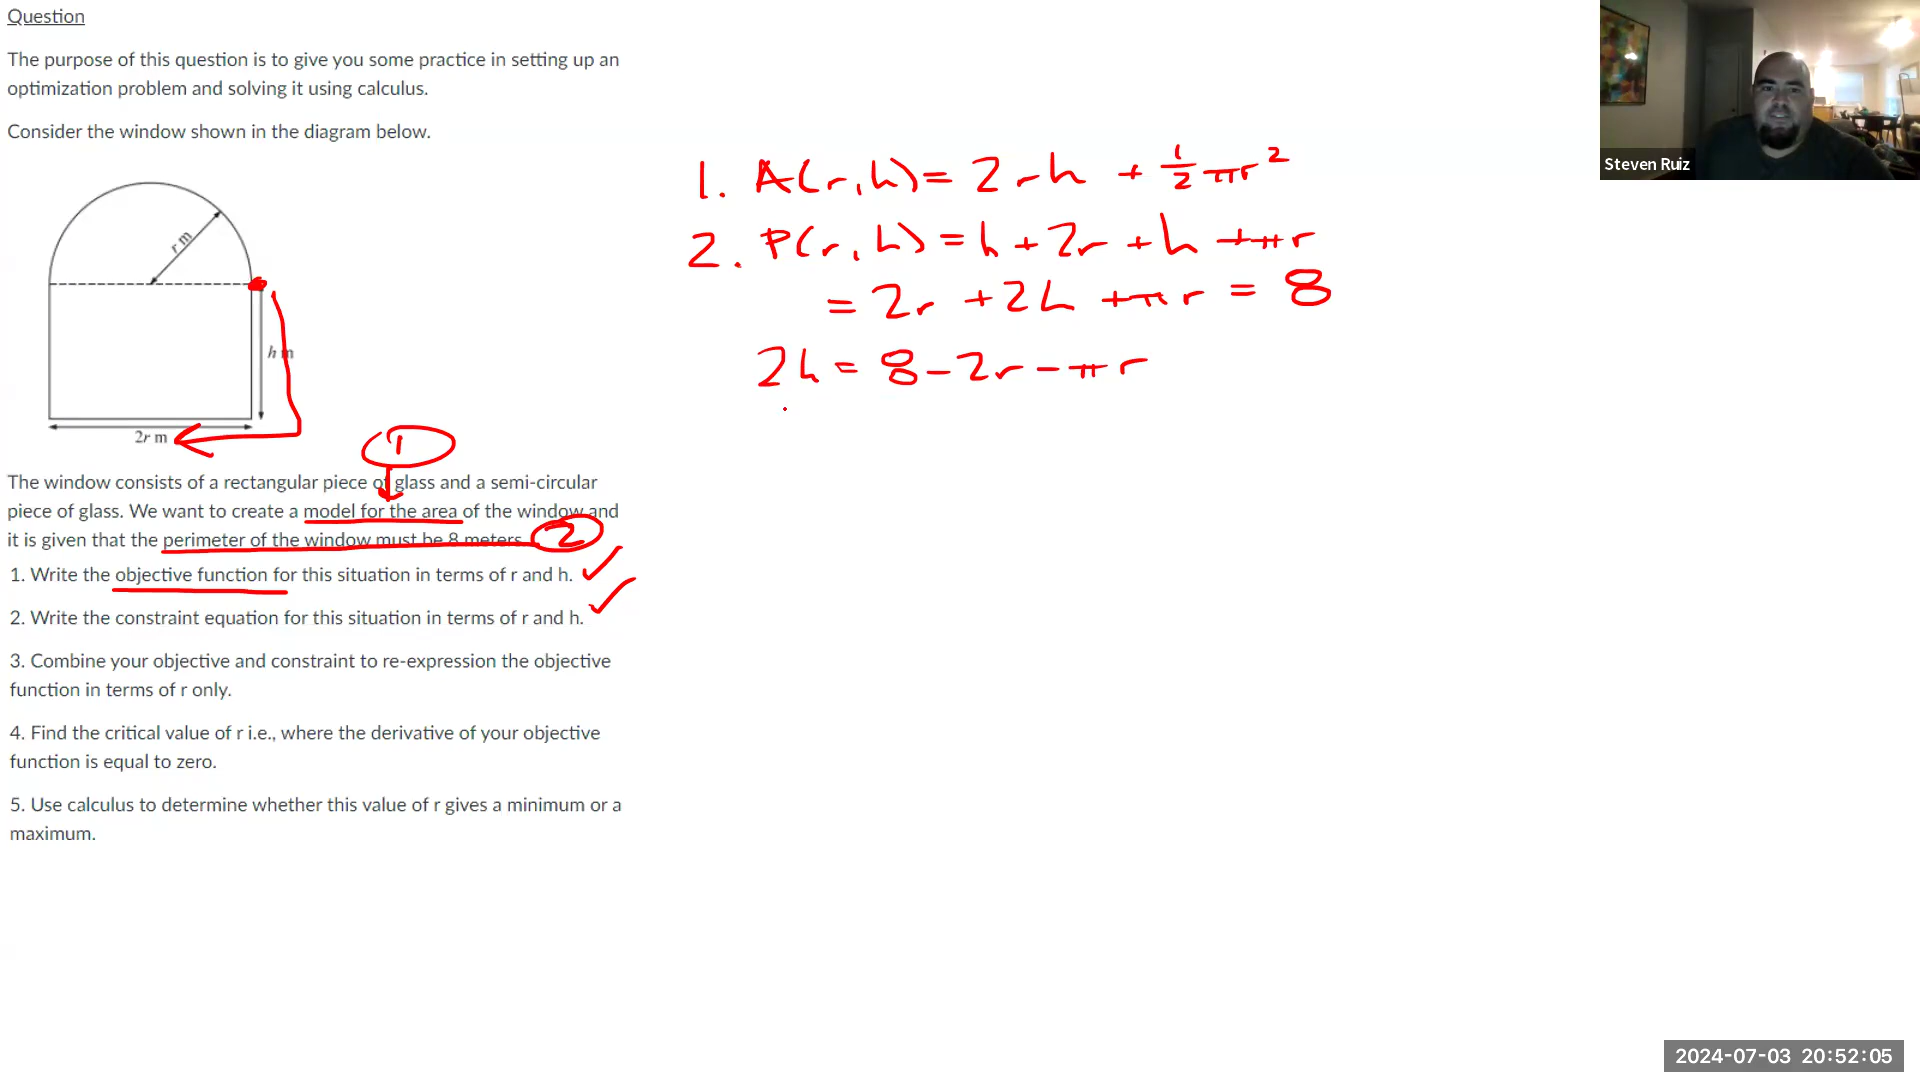 Question
The purpose of this question is to give you some practice in setting up an
optimization problem and solving it using calculus.
Consider the window shown in the diagram below.
r m
h m
2r m
1
The window consists of a rectangular piece of glass and a semi-circular
piece of glass. We want to create a model for the area of the window and
it is given that the perimeter of the window must be 8 meters.
2
1. Write the objective function for this situation in terms of r and h.
2. Write the constraint equation for this situation in terms of r and h.
3. Combine your objective and constraint to re-expression the objective
function in terms of r only.
4. Find the critical value of r i.e., where the derivative of your objective
function is equal to zero.
5. Use calculus to determine whether this value of r gives a minimum or a
maximum.
1. A(r,h) = 2rh + 1/2 πr²
2. P(r,h) = h + 2r + h + πr
= 2r + 2h + πr = 8
2h = 8 - 2r - πr
Steven Ruiz
2024-07-03 20:52:05